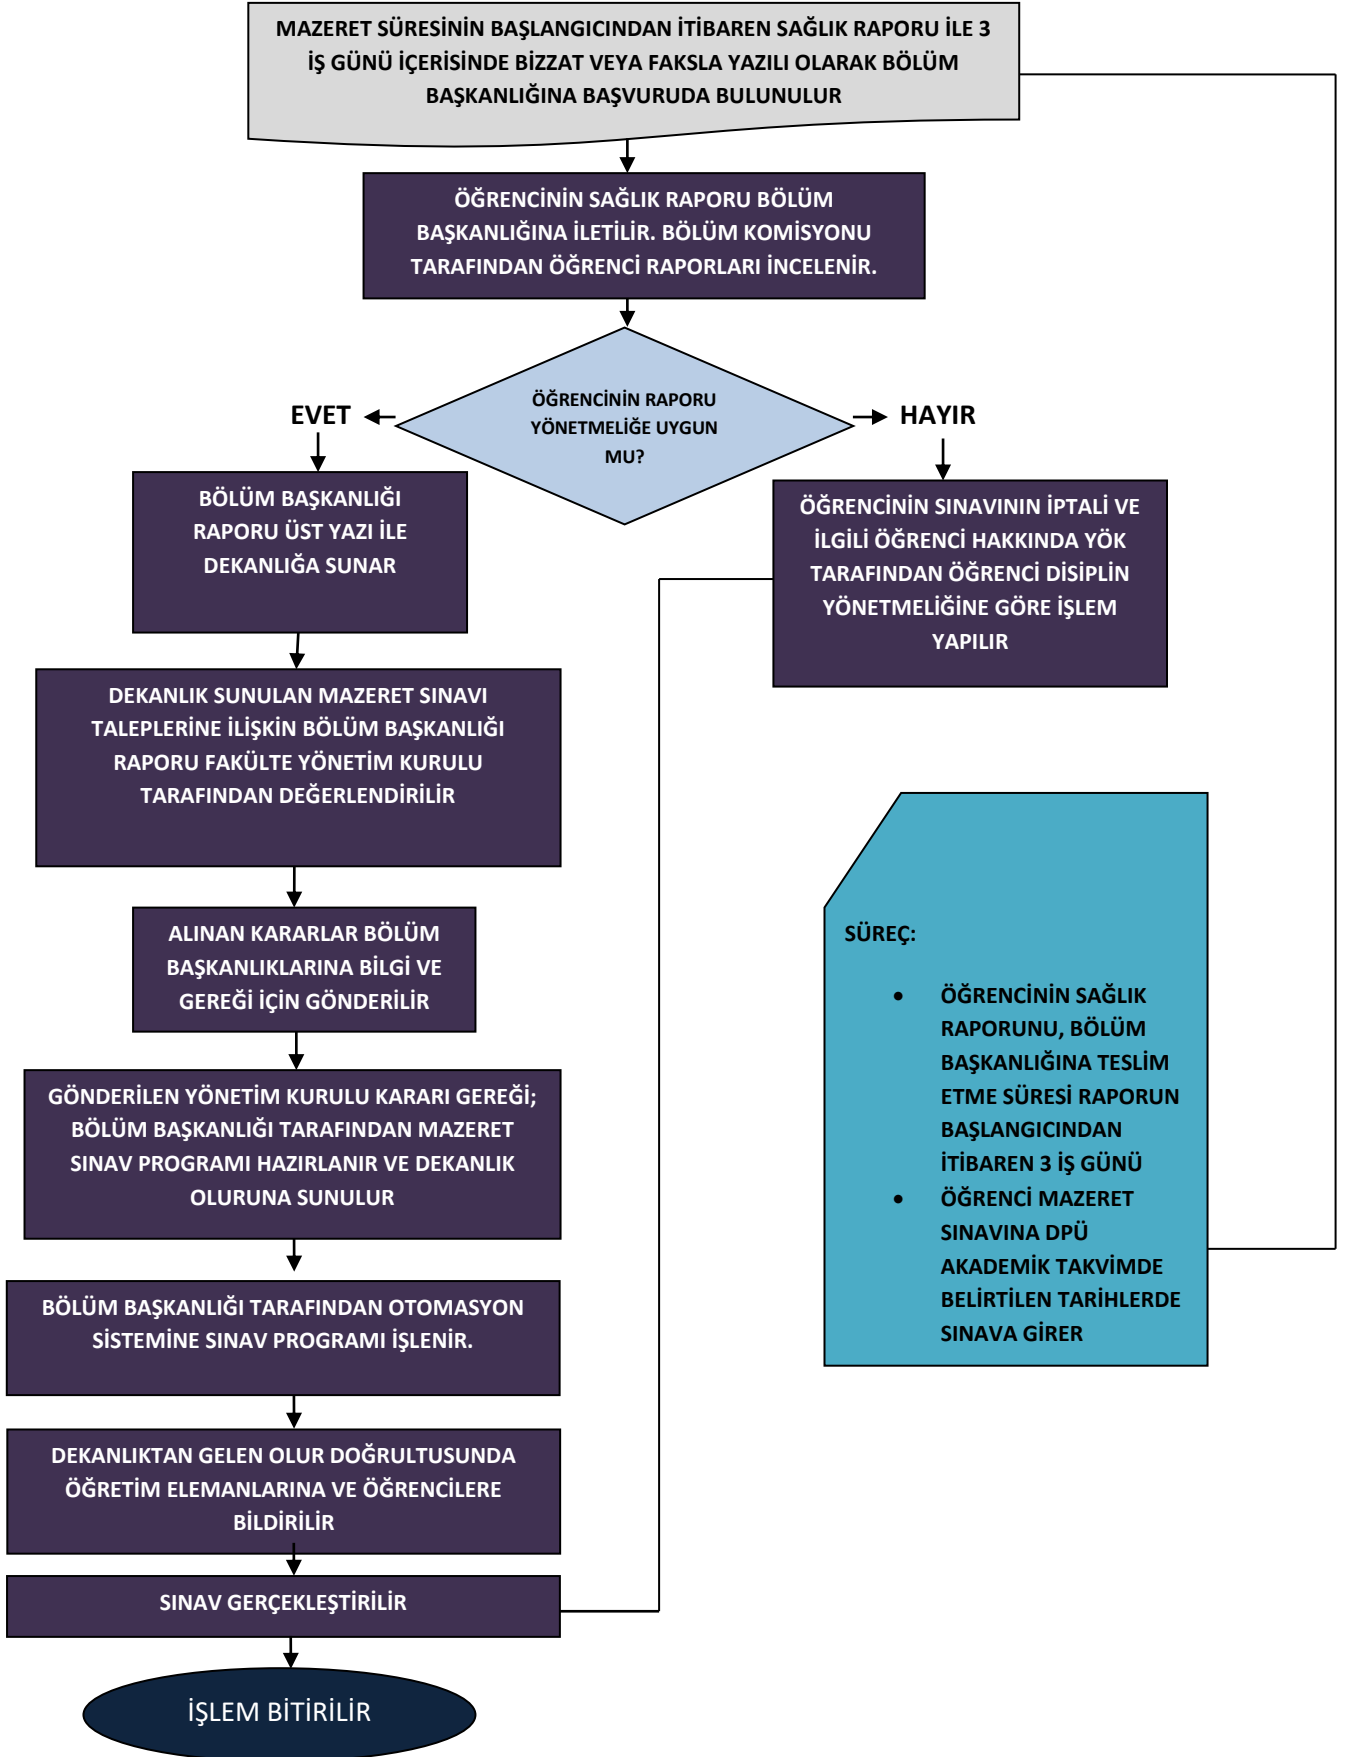 MAZERET SÜRESİNİN BAŞLANGICINDAN İTİBAREN SAĞLIK RAPORU İLE 3
İŞ GÜNÜ İÇERİSİNDE BİZZAT VEYA FAKSLA YAZILI OLARAK BÖLÜM
BAŞKANLIĞINA BAŞVURUDA BULUNULUR
ÖĞRENCİNİN SAĞLIK RAPORU BÖLÜM
BAŞKANLIĞINA İLETİLİR. BÖLÜM KOMİSYONU
TARAFINDAN ÖĞRENCİ RAPORLARI İNCELENİR.
ÖĞRENCİNİN RAPORU
YÖNETMELİĞE UYGUN
MU?
EVET
HAYIR
BÖLÜM BAŞKANLIĞI
RAPORU ÜST YAZI İLE
DEKANLIĞA SUNAR
ÖĞRENCİNİN SINAVININ İPTALİ VE
İLGİLİ ÖĞRENCİ HAKKINDA YÖK
TARAFINDAN ÖĞRENCİ DİSİPLİN
YÖNETMELİĞİNE GÖRE İŞLEM
YAPILIR
DEKANLIK SUNULAN MAZERET SINAVI
TALEPLERİNE İLİŞKİN BÖLÜM BAŞKANLIĞI
RAPORU FAKÜLTE YÖNETİM KURULU
TARAFINDAN DEĞERLENDİRİLİR
ALINAN KARARLAR BÖLÜM
BAŞKANLIKLARINA BİLGİ VE
GEREĞİ İÇİN GÖNDERİLİR
GÖNDERİLEN YÖNETİM KURULU KARARI GEREĞİ;
BÖLÜM BAŞKANLIĞI TARAFINDAN MAZERET
SINAV PROGRAMI HAZIRLANIR VE DEKANLIK
OLURUNA SUNULUR
BÖLÜM BAŞKANLIĞI TARAFINDAN OTOMASYON
SİSTEMİNE SINAV PROGRAMI İŞLENİR.
DEKANLIKTAN GELEN OLUR DOĞRULTUSUNDA
ÖĞRETİM ELEMANLARINA VE ÖĞRENCİLERE
BİLDİRİLİR
SINAV GERÇEKLEŞTİRİLİR
İŞLEM BİTİRİLİR
SÜREÇ:
• ÖĞRENCİNİN SAĞLIK
RAPORUNU, BÖLÜM
BAŞKANLIĞINA TESLİM
ETME SÜRESİ RAPORUN
BAŞLANGICINDAN
İTİBAREN 3 İŞ GÜNÜ
• ÖĞRENCİ MAZERET
SINAVINA DPÜ
AKADEMİK TAKVİMDE
BELİRTİLEN TARİHLERDE
SINAVA GİRER